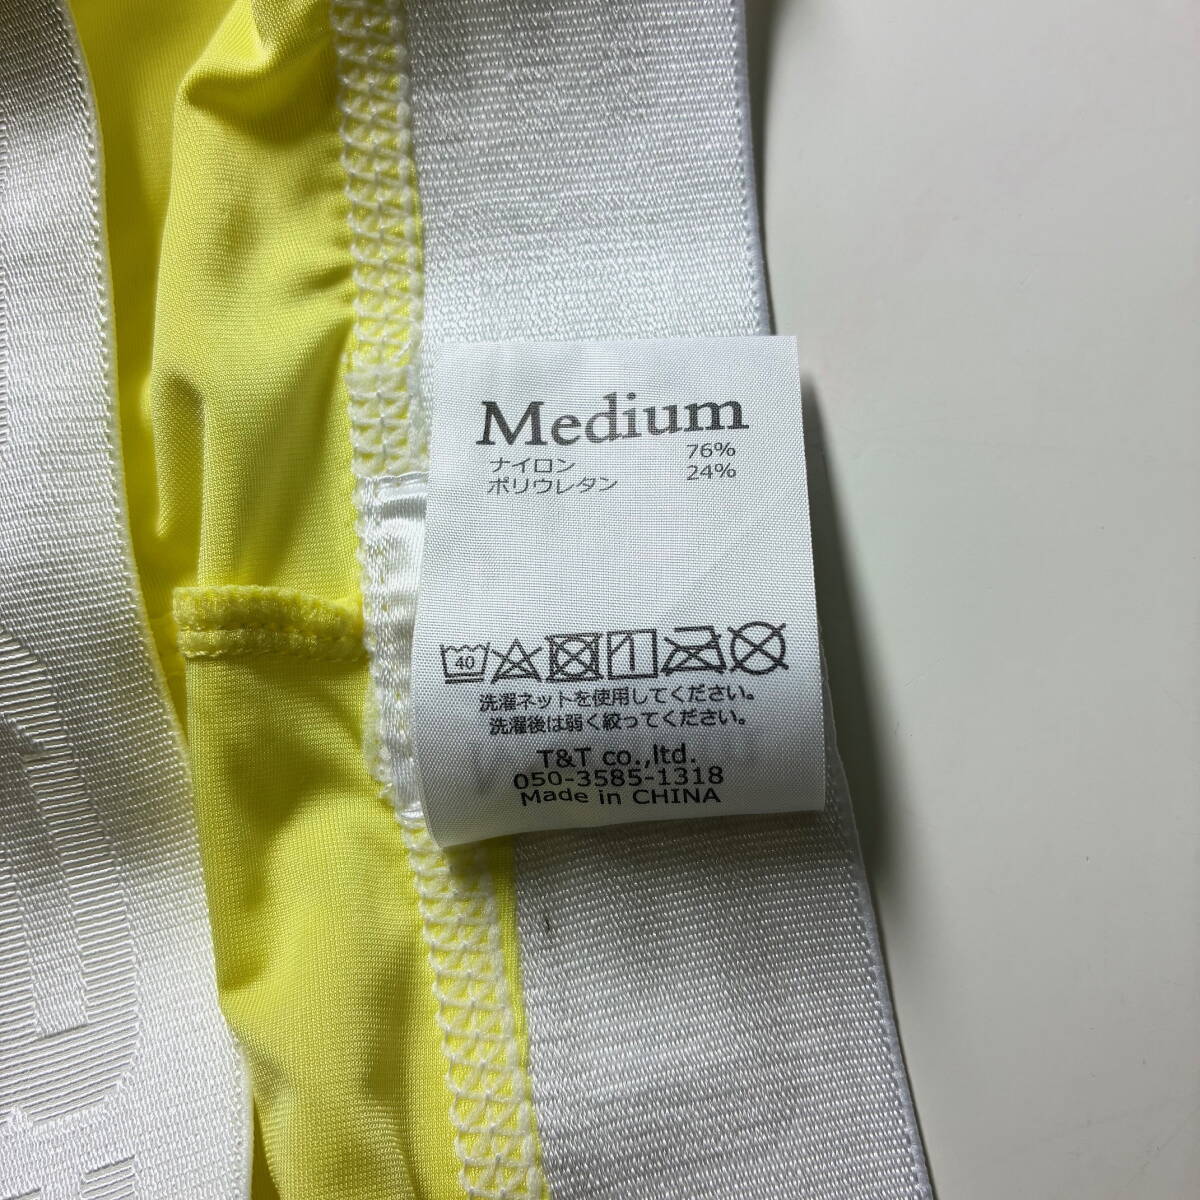 Medium
ナイロン 76%
ポリウレタン 24%
40
洗濯ネットを使用してください。
洗濯後は弱く絞ってください。
T&T co.,ltd.
050-3585-1318
Made in CHINA